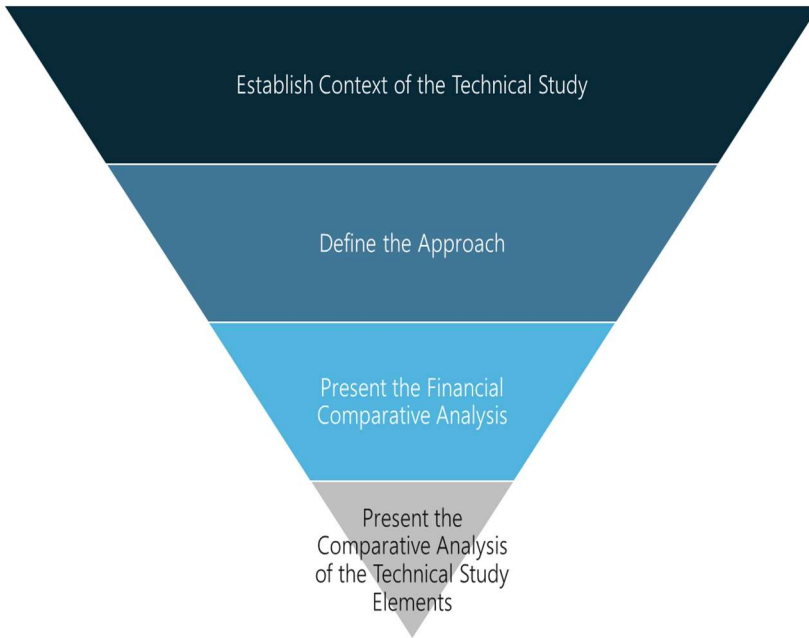 Establish Context of the Technical Study
Define the Approach
Present the Financial
Comparative Analysis
Present the
Comparative Analysis
of the Technical Study
Elements